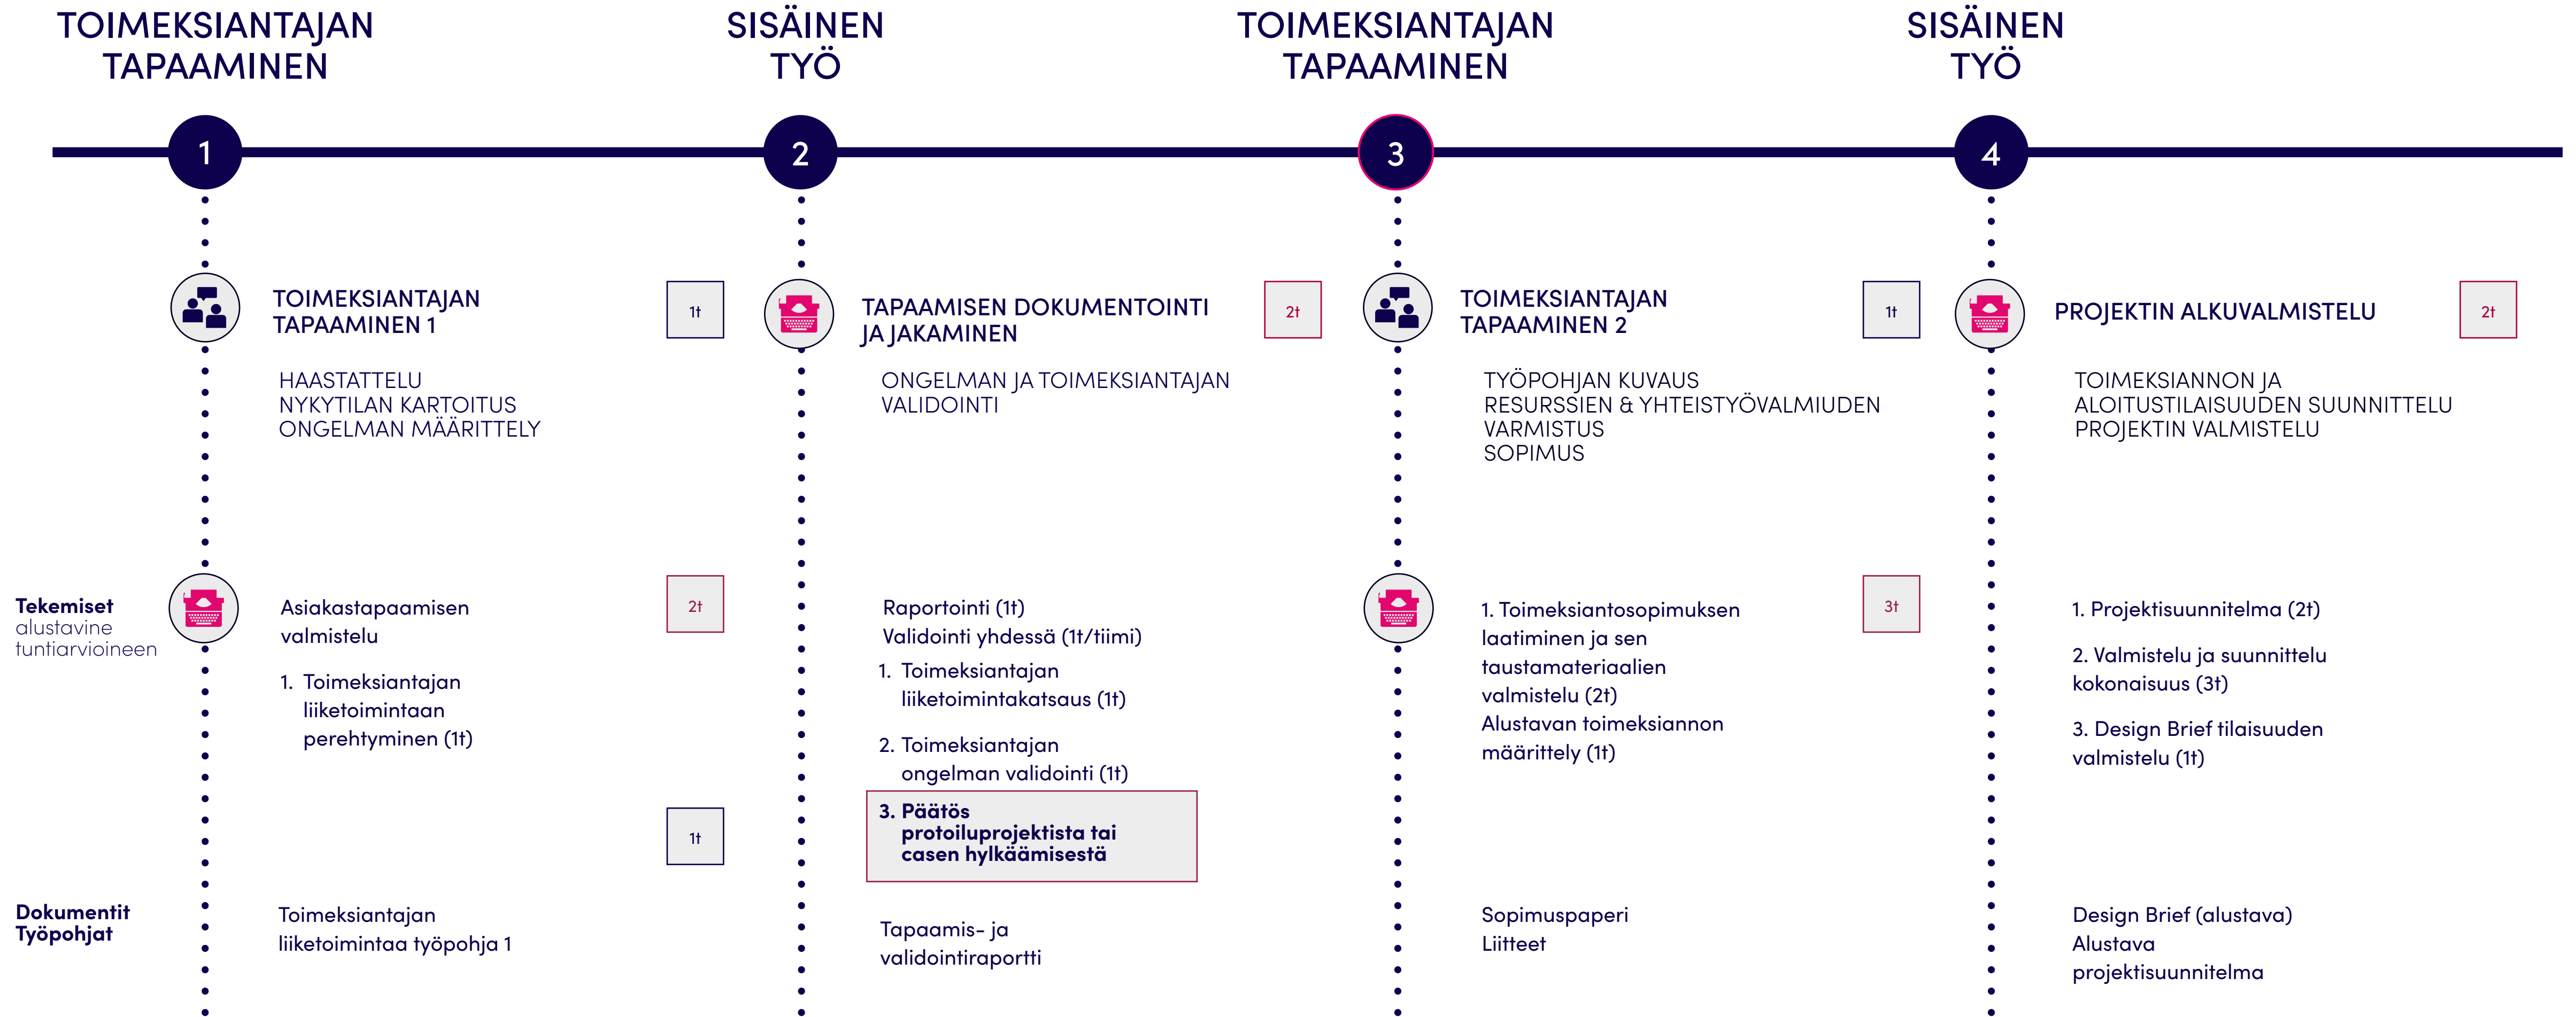 TOIMEKSIANTAJAN
TAPAAMINEN
SISÄINEN
TYÖ
TOIMEKSIANTAJAN
TAPAAMINEN
SISÄINEN
TYÖ
1
2
3
4
TOIMEKSIANTAJAN
TAPAAMINEN 1
1t
HAASTATTELU
NYKYTILAN KARTOITUS
ONGELMAN MÄÄRITTELY
TAPAAMISEN DOKUMENTOINTI
JA JAKAMINEN
2t
ONGELMAN JA TOIMEKSIANTAJAN
VALIDOINTI
TOIMEKSIANTAJAN
TAPAAMINEN 2
1t
TYÖPOHJAN KUVAUS
RESURSSIEN & YHTEISTYÖVALMIUDEN
VARMISTUS
SOPIMUS
PROJEKTIN ALKUVALMISTELU
2t
TOIMEKSIANNON JA
ALOITUSTILAISUUDEN SUUNNITTELU
PROJEKTIN VALMISTELU
Tekemiset
alustavine
tuntiarvioineen
Asiakastapaamisen
valmistelu
2t
1. Toimeksiantajan
liiketoimintaan
perehtyminen (1t)
1t
Raportointi (1t)
Validointi yhdessä (1t/tiimi)
1. Toimeksiantajan
liiketoimintakatsaus (1t)
2. Toimeksiantajan
ongelman validointi (1t)
3. Päätös
protoiluprojektista tai
casen hylkäämisestä
1. Toimeksiantosopimuksen
laatiminen ja sen
taustamateriaalien
valmistelu (2t)
Alustavan toimeksiannon
määrittely (1t)
3t
1. Projektisuunnitelma (2t)
2. Valmistelu ja suunnittelu
kokonaisuus (3t)
3. Design Brief tilaisuuden
valmistelu (1t)
Dokumentit
Työpohjat
Toimeksiantajan
liiketoimintaa työpohja 1
Tapaamis- ja
validointiraportti
Sopimuspaperi
Liitteet
Design Brief (alustava)
Alustava
projektisuunnitelma